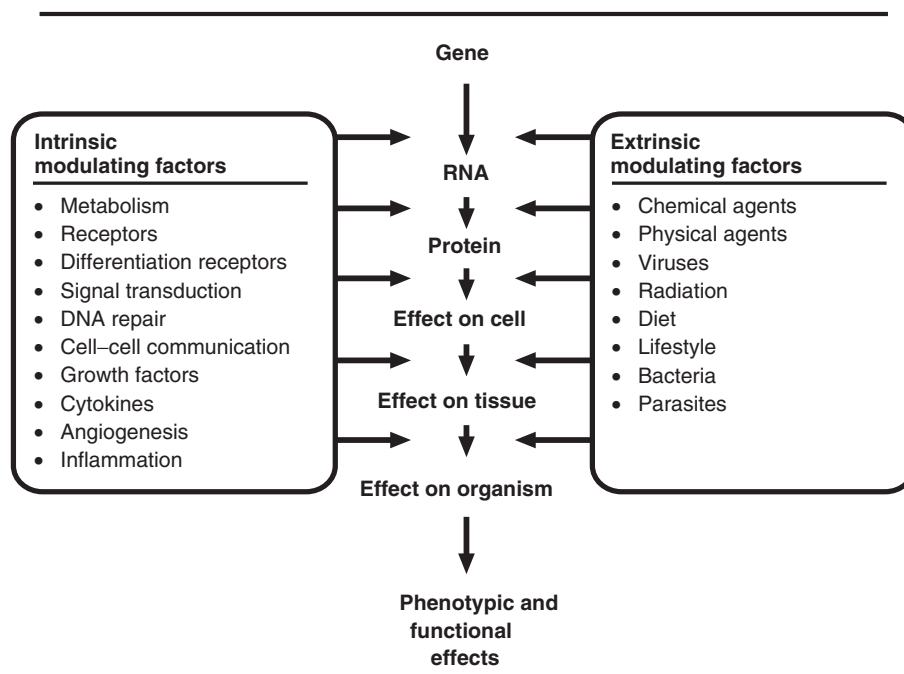 Gene
Intrinsic
modulating factors
• Metabolism
• Receptors
• Differentiation receptors
• Signal transduction
• DNA repair
• Cell–cell communication
• Growth factors
• Cytokines
• Angiogenesis
• Inflammation
RNA
Protein
Effect on cell
Effect on tissue
Effect on organism
Phenotypic and
functional
effects
Extrinsic
modulating factors
• Chemical agents
• Physical agents
• Viruses
• Radiation
• Diet
• Lifestyle
• Bacteria
• Parasites